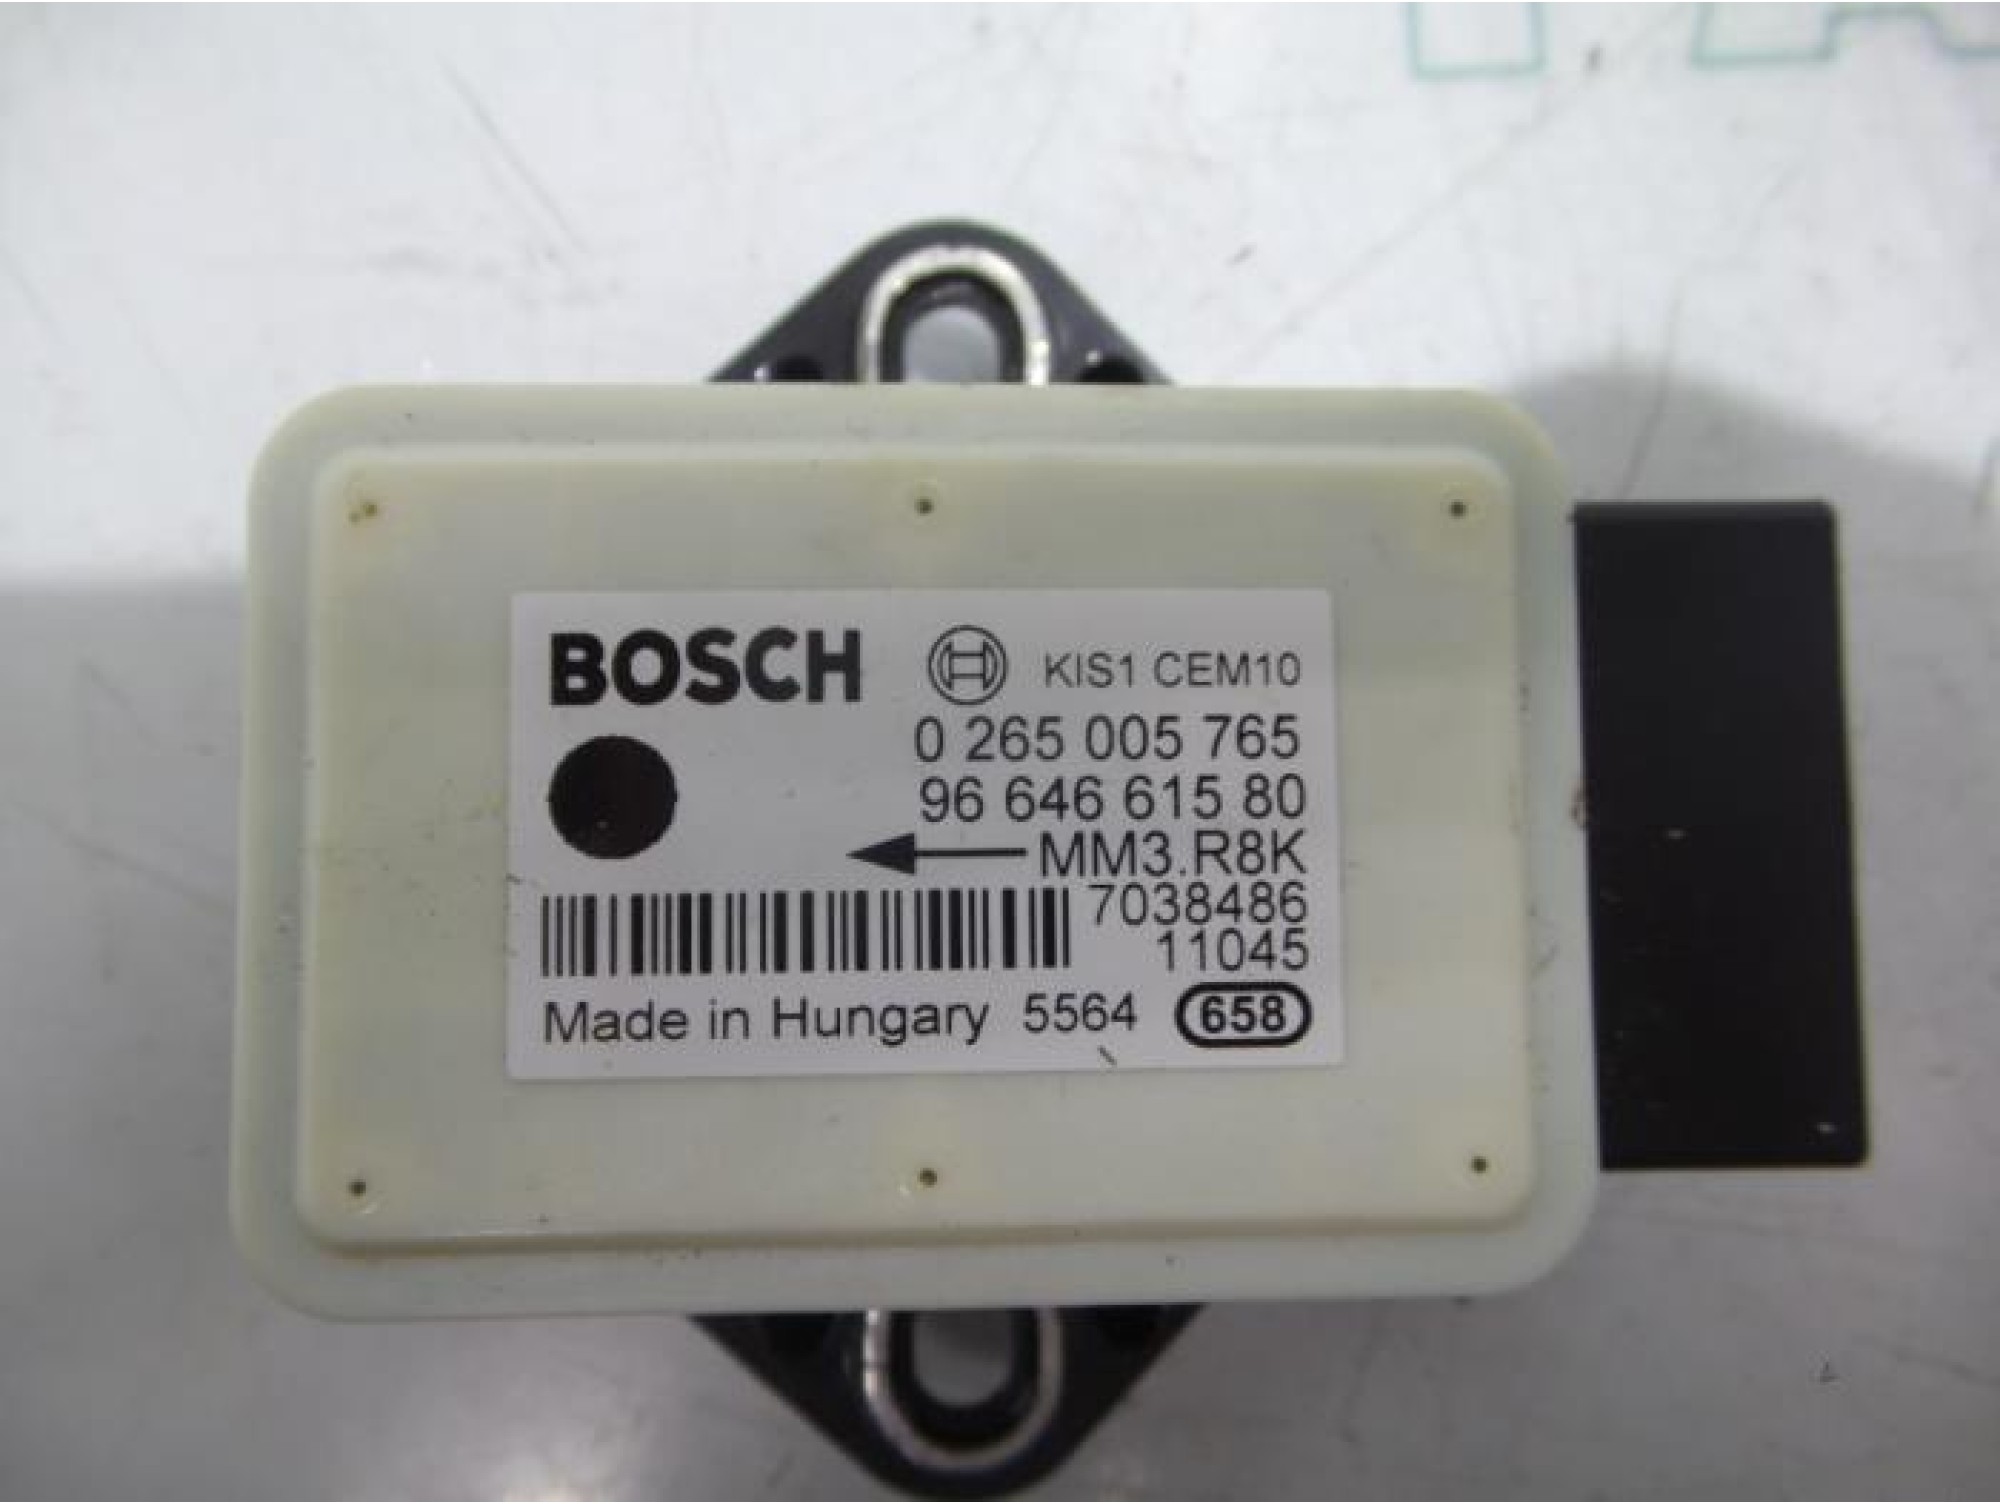 BOSCH KIS1 CEM10
0 265 005 765
96 646 615 80
MM3.R8K
7038486
11045
Made in Hungary 5564 658